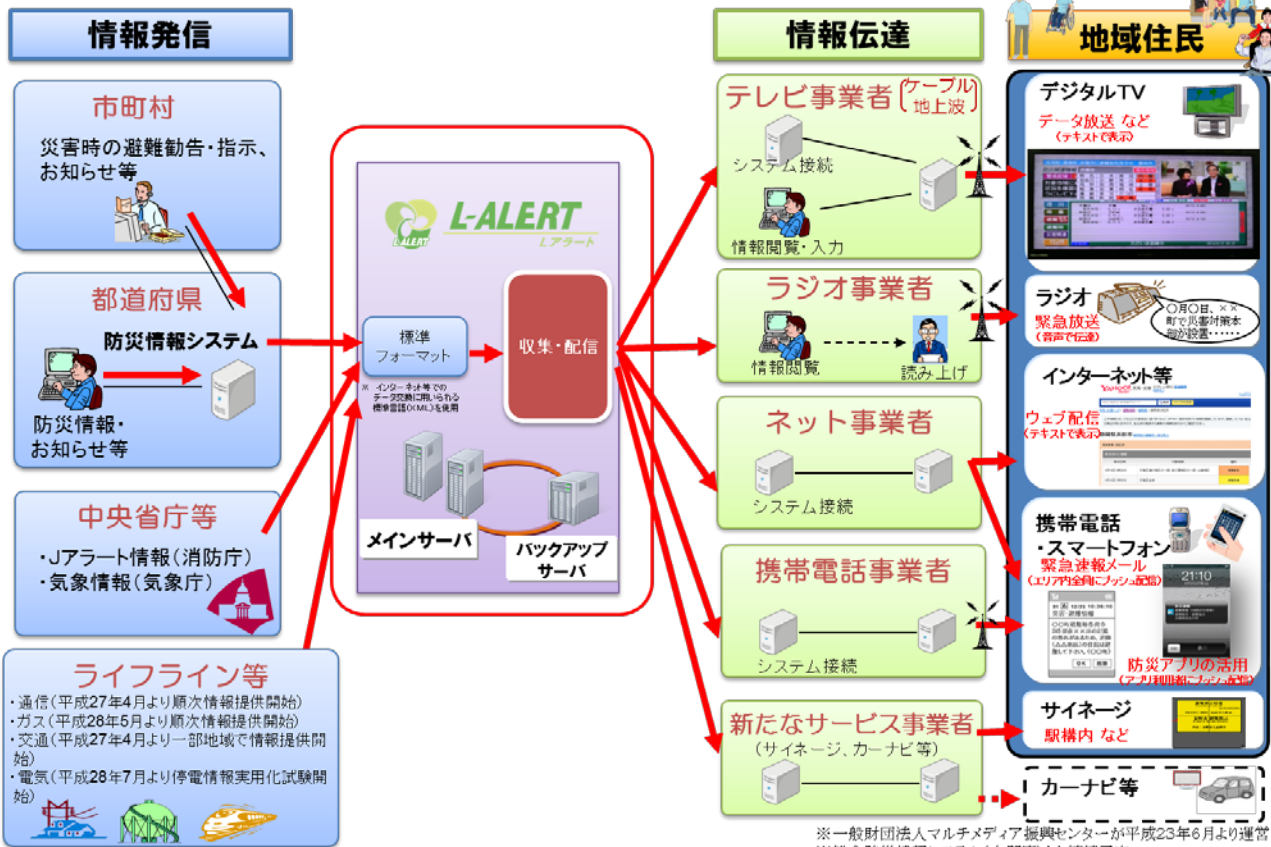 情報発信
情報伝達
地域住民
市町村
災害時の避難勧告・指示、
お知らせ等
都道府県
防災情報システム
防災情報・
お知らせ等
中央省庁等
・Jアラート情報（消防庁）
・気象情報（気象庁）
ライフライン等
・通信（平成27年4月より順次情報提供開始）
・ガス（平成28年5月より順次情報提供開始）
・交通（平成27年4月より一部地域で情報提供開
始）
・電気（平成28年7月より停電情報実用化試験開
始）
L-ALERT
L-ALERT
Lアラート
標準
フォーマット
収集・配信
※ インターネット等での
データ交換に用いられる
標準言語（XML）を使用
メインサーバ
バックアップ
サーバ
テレビ事業者
ケーブル
地上波
システム接続
情報閲覧・入力
ラジオ事業者
情報閲覧
読み上げ
ネット事業者
システム接続
携帯電話事業者
システム接続
新たなサービス事業者
（サイネージ、カーナビ等）
デジタルTV
データ放送 など
（テキストで表示）
ラジオ
緊急放送
（音声で伝達）
〇月〇日、××
町で災害対策本
部が設置・・・・・・
インターネット等
ウェブ配信
（テキストで表示）
携帯電話
・スマートフォン
緊急速報メール
（エリア内全員にプッシュ配信）
21:10
OK
防災アプリの活用
（アプリ利用者にプッシュ配信）
サイネージ
駅構内 など
カーナビ等
※一般財団法人マルチメディア振興センターが平成23年6月より運営